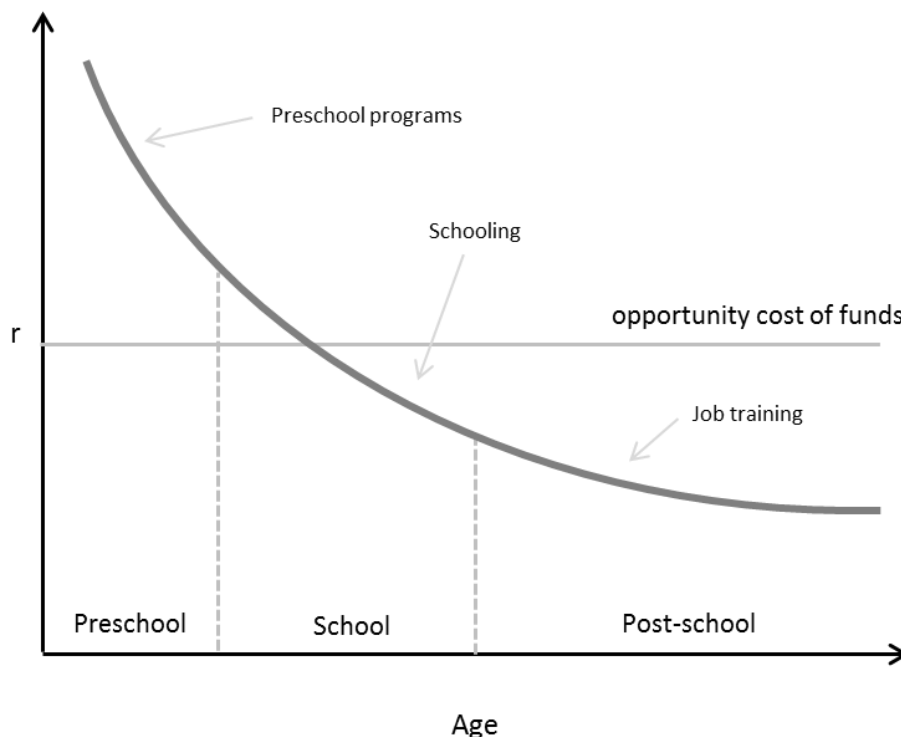 Preschool programs
Schooling
opportunity cost of funds
r
Job training
Preschool
School
Post-school
Age